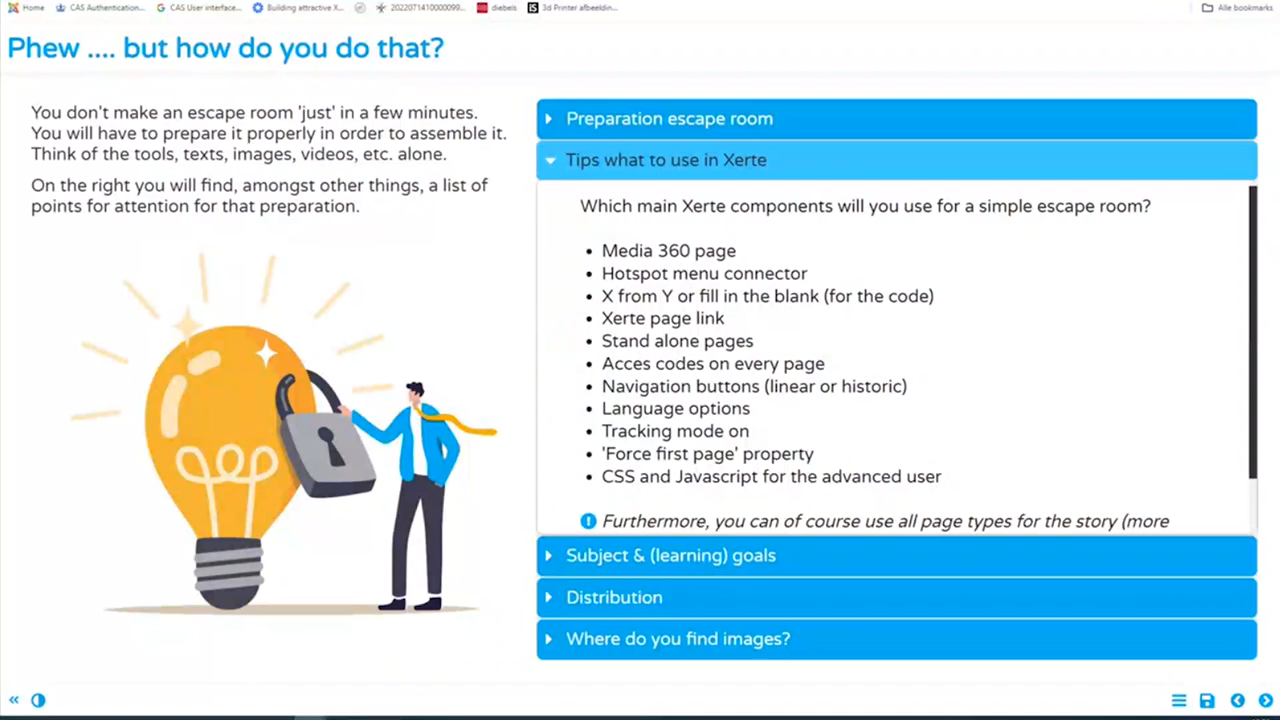 Home CAS Authentication... CAS User interface... Building attractive X... 2022071410000099... diebels 3d Printer afbeeldin... Alle bookmarks
Phew .... but how do you do that?
You don't make an escape room 'just' in a few minutes.
You will have to prepare it properly in order to assemble it.
Think of the tools, texts, images, videos, etc. alone.
On the right you will find, amongst other things, a list of
points for attention for that preparation.
Preparation escape room
Tips what to use in Xerte
Which main Xerte components will you use for a simple escape room?
• Media 360 page
• Hotspot menu connector
• X from Y or fill in the blank (for the code)
• Xerte page link
• Stand alone pages
• Acces codes on every page
• Navigation buttons (linear or historic)
• Language options
• Tracking mode on
• 'Force first page' property
• CSS and Javascript for the advanced user
Furthermore, you can of course use all page types for the story (more
Subject & (learning) goals
Distribution
Where do you find images?